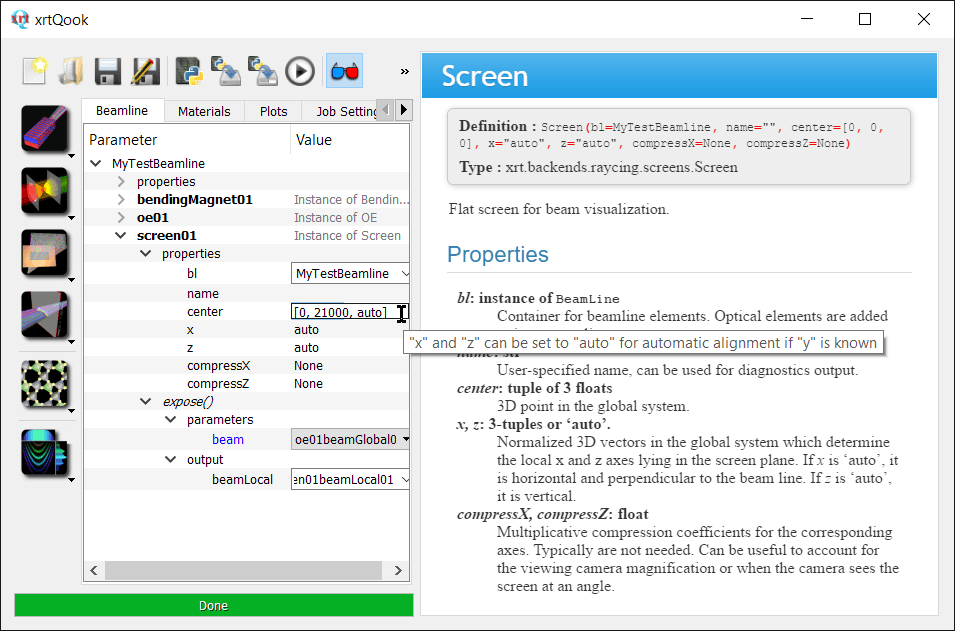 xrtQook
»
Beamline
Materials
Plots
Job Setting
Parameter
Value
MyTestBeamline
properties
bendingMagnet01
Instance of Bendin...
oe01
Instance of OE
screen01
Instance of Screen
properties
bl
MyTestBeamline
name
center
[0, 21000, auto]
x
auto
z
auto
compressX
None
compressZ
None
expose()
parameters
beam
oe01beamGlobal0
output
beamLocal
en01beamLocal01
Done
Screen
Definition : Screen(bl=MyTestBeamline, name="", center=[0, 0,
0], x="auto", z="auto", compressX=None, compressZ=None)
Type : xrt.backends.raycing.screens.Screen
Flat screen for beam visualization.
Properties
bl: instance of BeamLine
Container for beamline elements. Optical elements are added
"x" and "z" can be set to "auto" for automatic alignment if "y" is known
name: str
User-specified name, can be used for diagnostics output.
center: tuple of 3 floats
3D point in the global system.
x, z: 3-tuples or ‘auto’.
Normalized 3D vectors in the global system which determine
the local x and z axes lying in the screen plane. If x is ‘auto’, it
is horizontal and perpendicular to the beam line. If z is ‘auto’,
it is vertical.
compressX, compressZ: float
Multiplicative compression coefficients for the corresponding
axes. Typically are not needed. Can be useful to account for
the viewing camera magnification or when the camera sees the
screen at an angle.